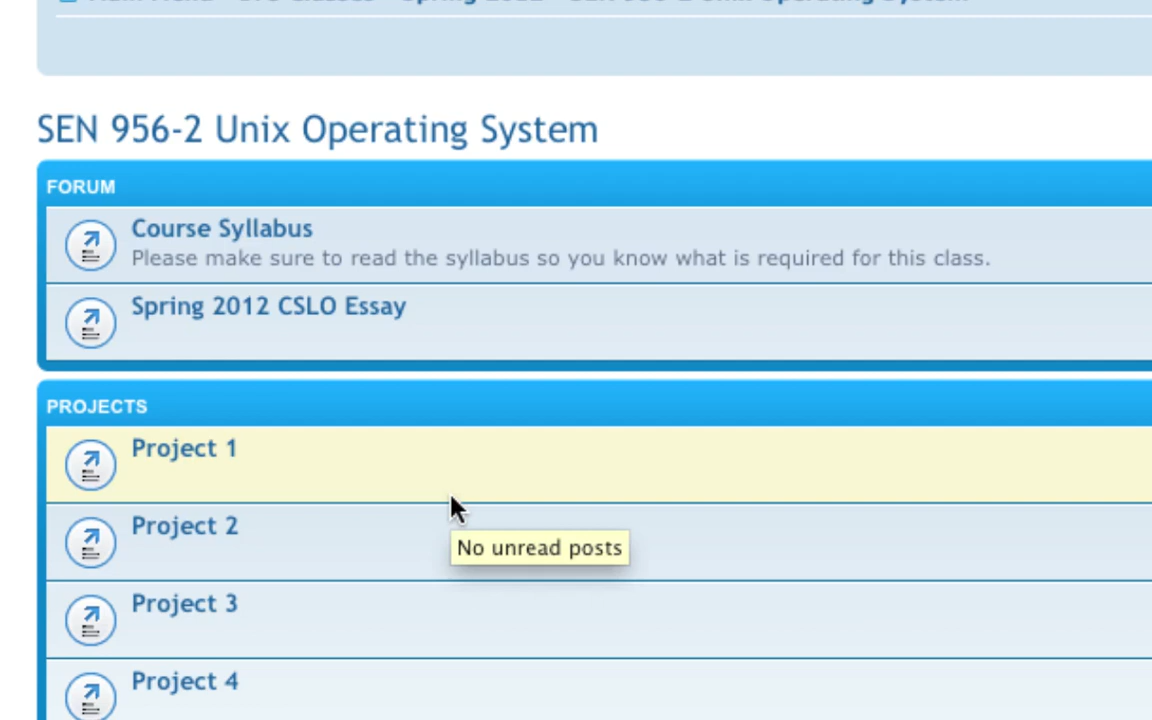 SEN 956-2 Unix Operating System
FORUM
Course Syllabus
Please make sure to read the syllabus so you know what is required for this class.
Spring 2012 CSLO Essay
PROJECTS
Project 1
Project 2
No unread posts
Project 3
Project 4